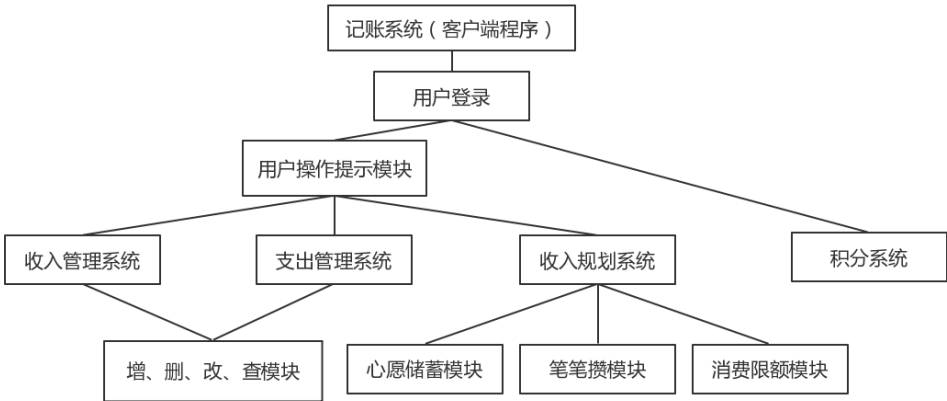 记账系统（客户端程序）
用户登录
用户操作提示模块
收入管理系统
支出管理系统
收入规划系统
积分系统
增、删、改、查模块
心愿储蓄模块
笔笔攒模块
消费限额模块